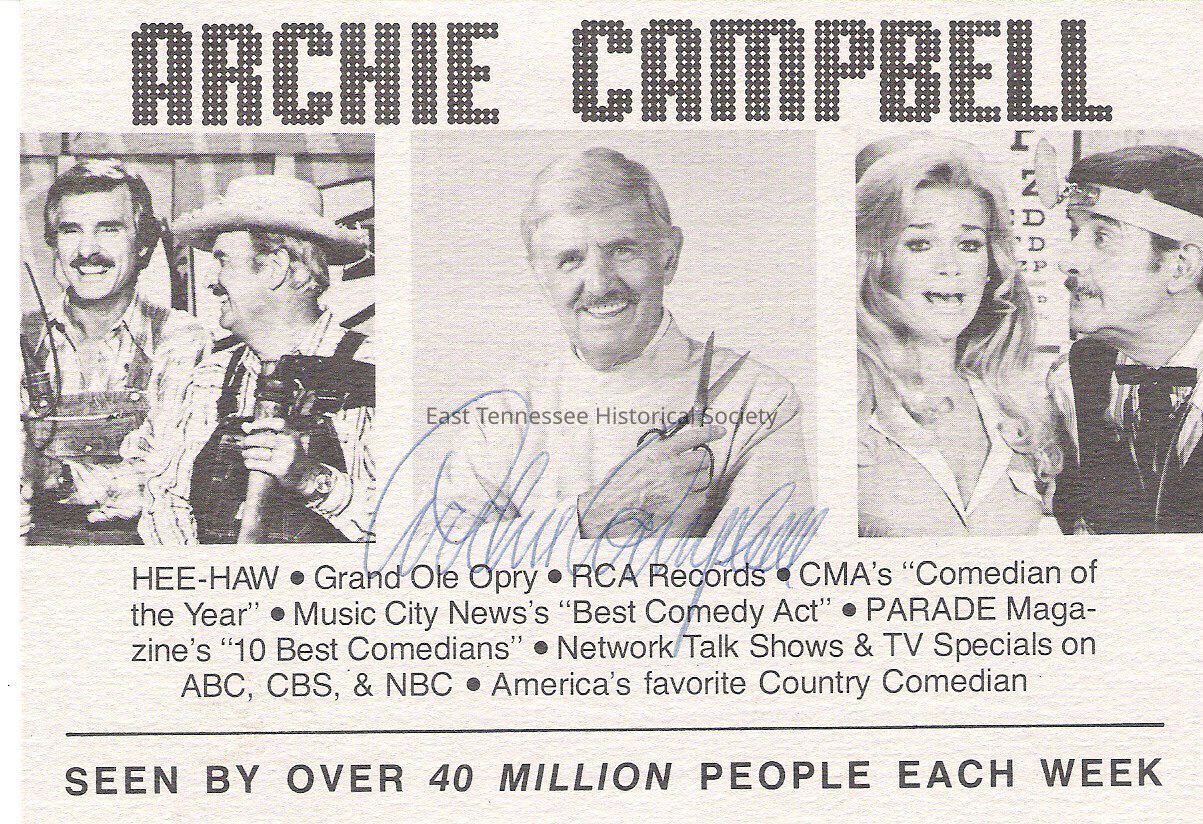 ARCHIE CAMPBELL
East Tennessee Historical Society
Archie Campbell
HEE-HAW • Grand Ole Opry • RCA Records • CMA's "Comedian of
the Year" • Music City News's "Best Comedy Act" • PARADE Maga-
zine's "10 Best Comedians" • Network Talk Shows & TV Specials on
ABC, CBS, & NBC • America's favorite Country Comedian
SEEN BY OVER 40 MILLION PEOPLE EACH WEEK